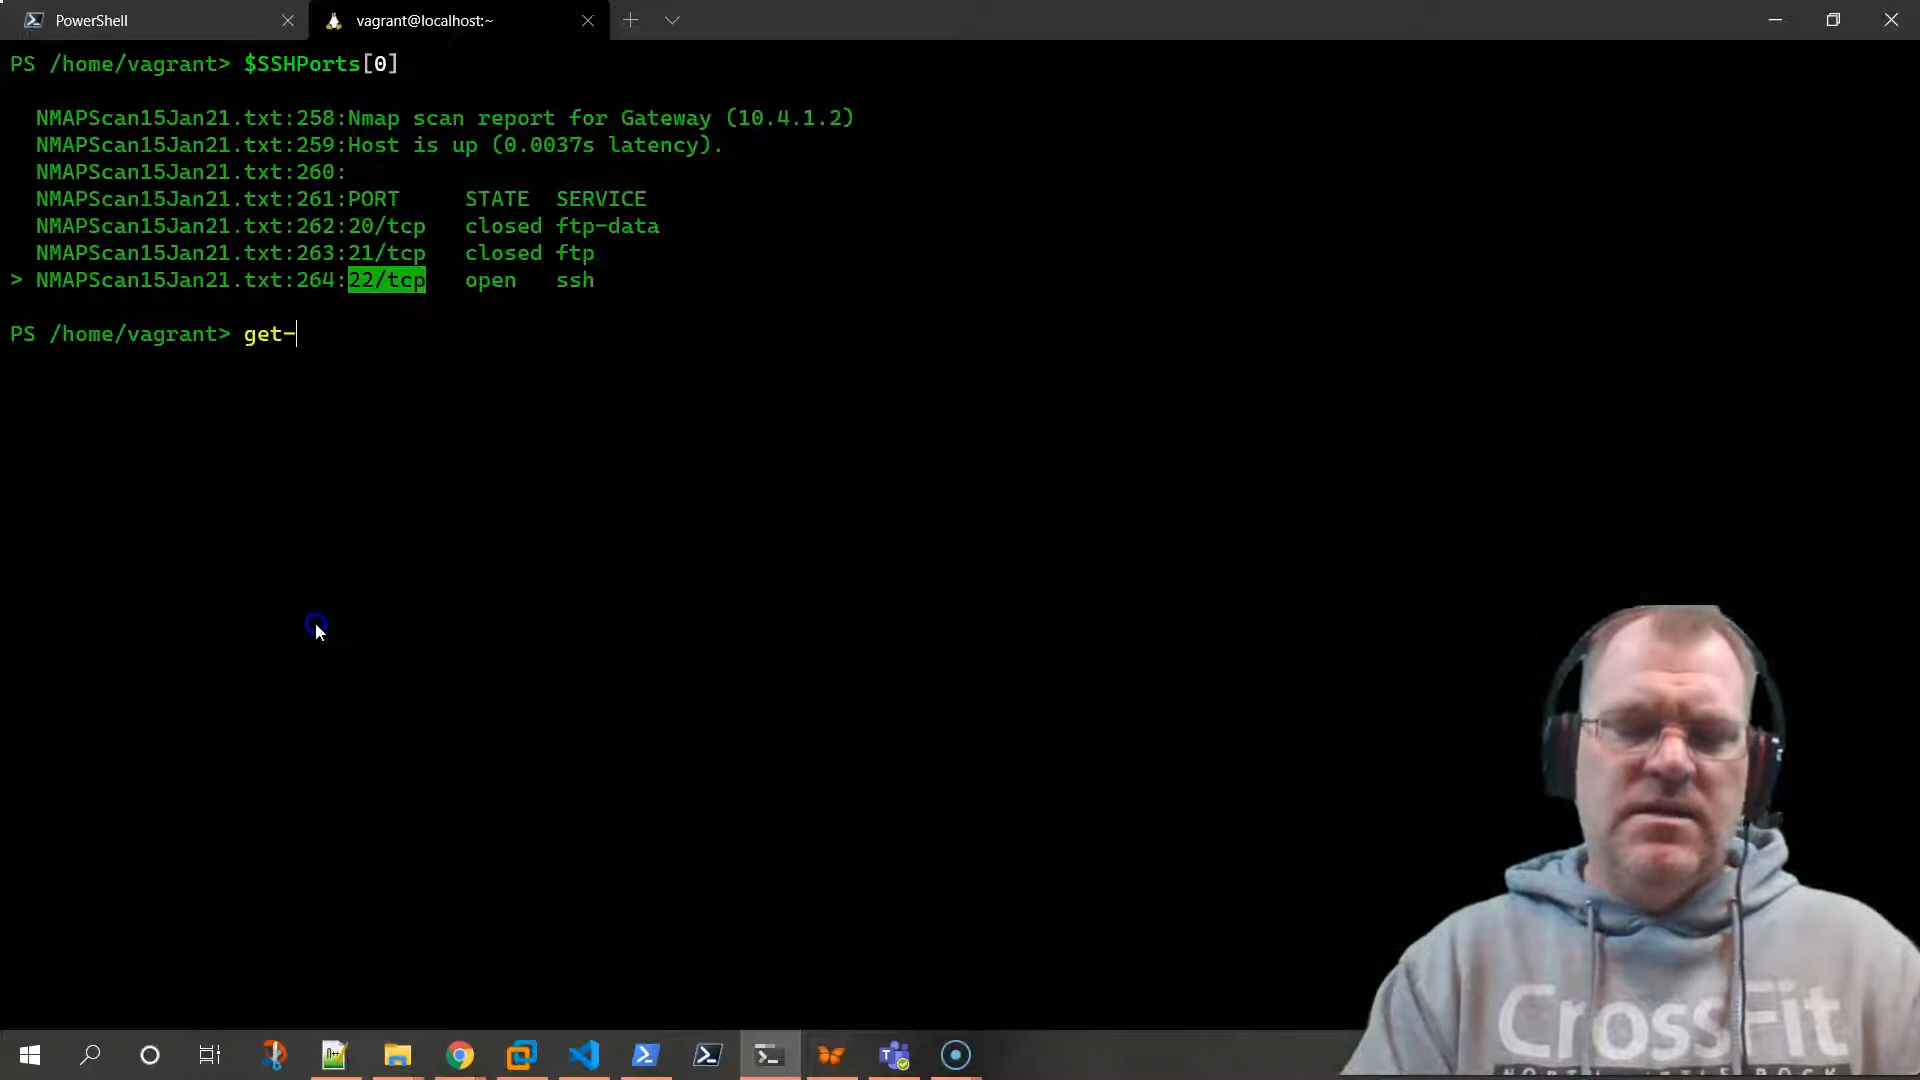 PowerShell
vagrant@localhost:~
PS /home/vagrant> $SSHPorts[0]
NMAPScan15Jan21.txt:258:Nmap scan report for Gateway (10.4.1.2)
NMAPScan15Jan21.txt:259:Host is up (0.0037s latency).
NMAPScan15Jan21.txt:260:
NMAPScan15Jan21.txt:261:PORT     STATE  SERVICE
NMAPScan15Jan21.txt:262:20/tcp   closed ftp-data
NMAPScan15Jan21.txt:263:21/tcp   closed ftp
> NMAPScan15Jan21.txt:264:22/tcp   open   ssh
PS /home/vagrant> get-
CrossFit
NORTH LITTLE ROCK